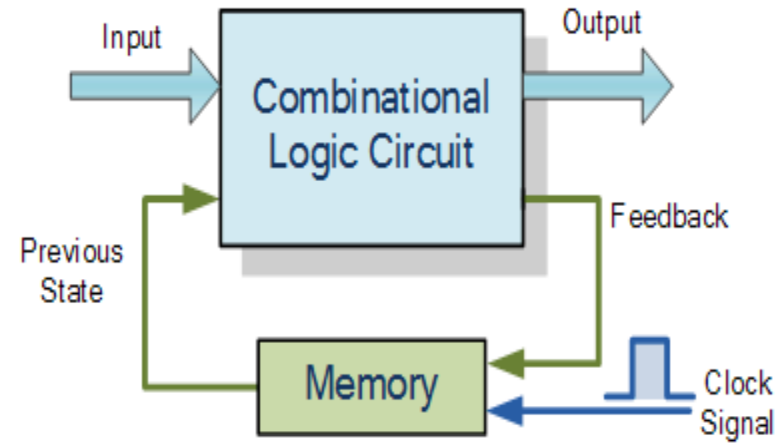 Input
Output
Combinational
Logic Circuit
Feedback
Previous
State
Memory
Clock
Signal